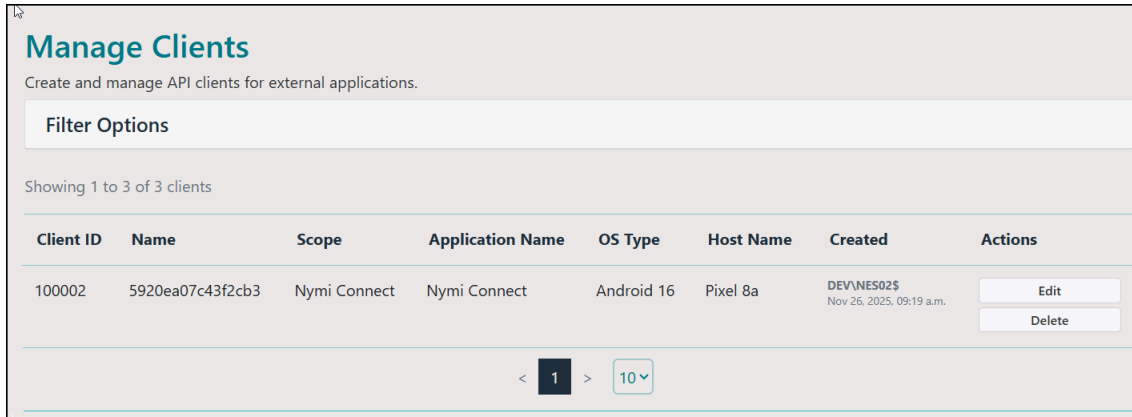 Manage Clients
Create and manage API clients for external applications.
Filter Options
Showing 1 to 3 of 3 clients
Client ID Name Scope Application Name OS Type Host Name Created Actions
100002 5920ea07c43f2cb3 Nymi Connect Nymi Connect Android 16 Pixel 8a DEV\NES02$ Edit
Nov 26, 2025, 09:19 a.m.
Delete
< 1 > 10